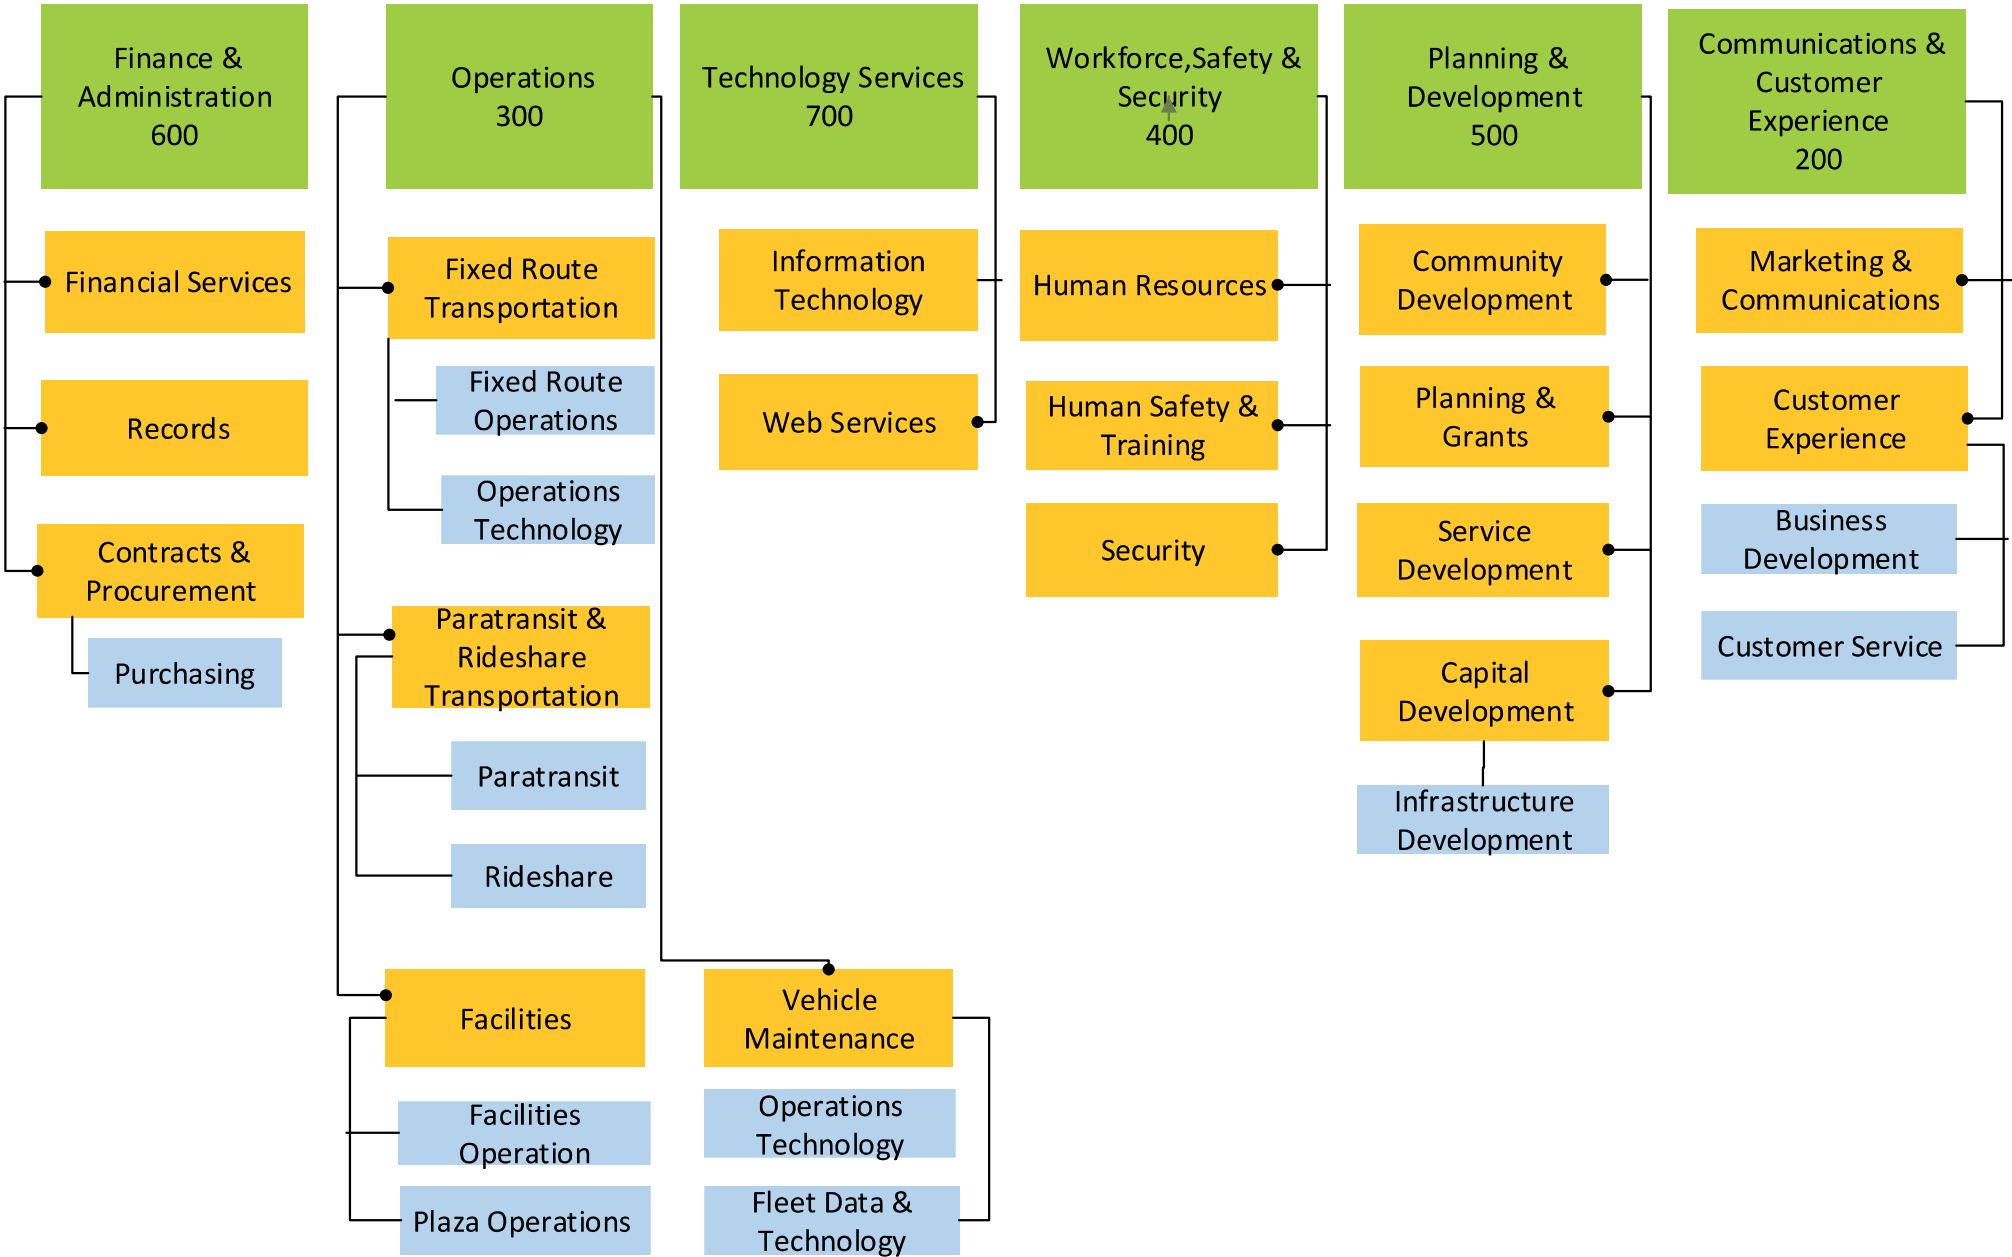 Finance &
Administration
600
Operations
300
Technology Services
700
Workforce,Safety &
Security
400
Planning &
Development
500
Communications &
Customer
Experience
200
Financial Services
Records
Contracts &
Procurement
Purchasing
Fixed Route
Transportation
Fixed Route
Operations
Operations
Technology
Paratransit &
Rideshare
Transportation
Paratransit
Rideshare
Facilities
Facilities
Operation
Plaza Operations
Vehicle
Maintenance
Operations
Technology
Fleet Data &
Technology
Information
Technology
Web Services
Human Resources
Human Safety &
Training
Security
Community
Development
Planning &
Grants
Service
Development
Capital
Development
Infrastructure
Development
Marketing &
Communications
Customer
Experience
Business
Development
Customer Service